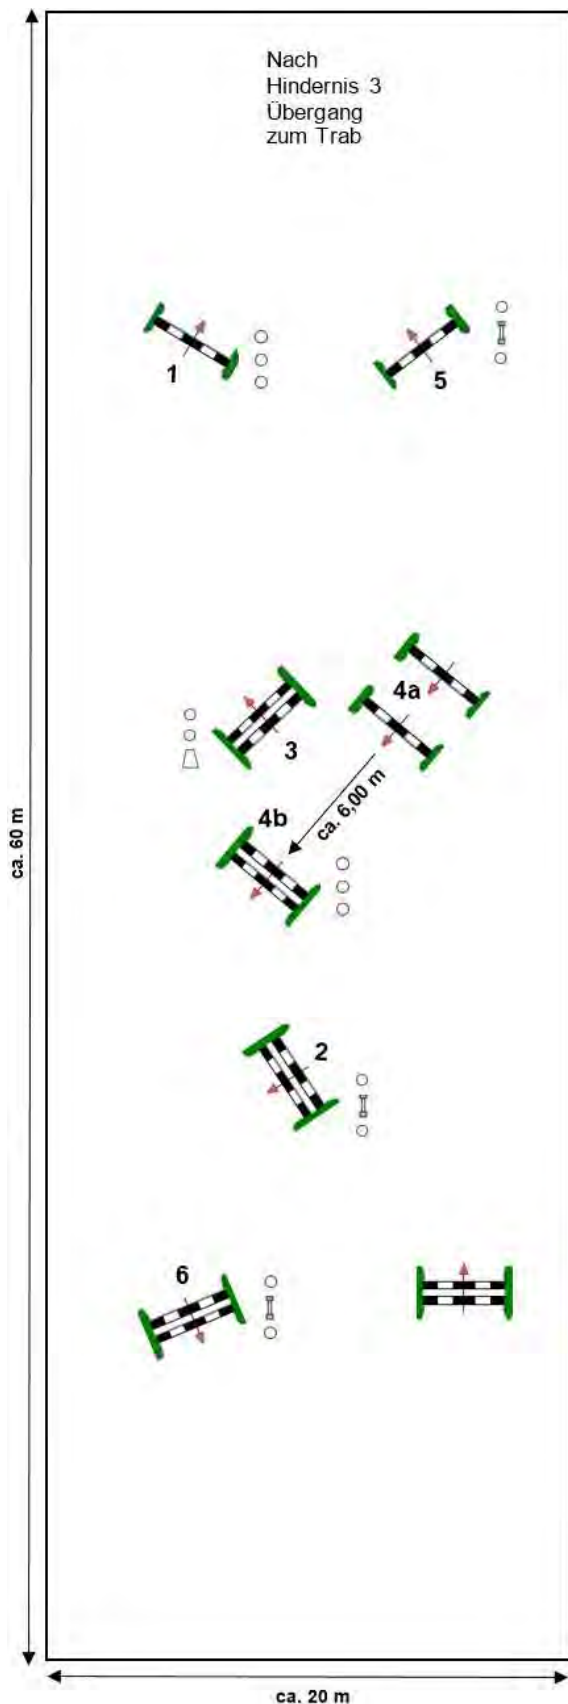 Nach
Hindernis 3
Übergang
zum Trab
1
5
4a
3
ca. 6,00 m
4b
ca. 60 m
2
6
ca. 20 m